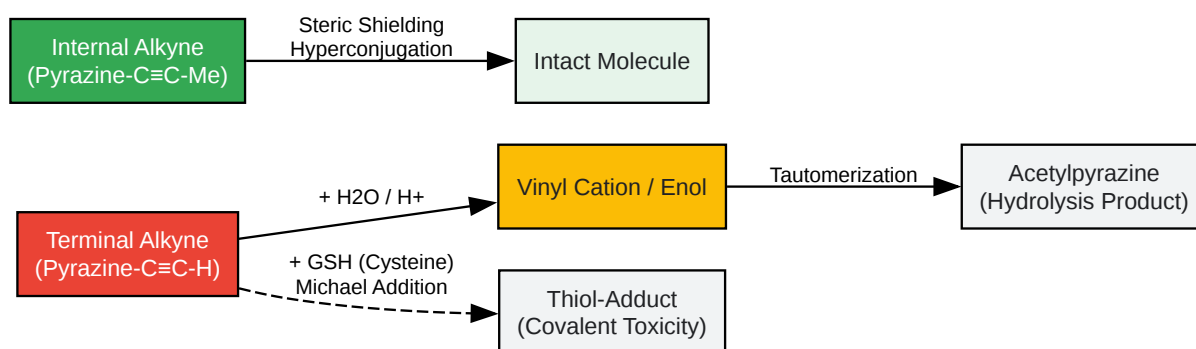 Internal Alkyne
(Pyrazine-C≡C-Me)
Steric Shielding
Hyperconjugation
Intact Molecule
Terminal Alkyne
(Pyrazine-C≡C-H)
+ H2O / H+
Vinyl Cation / Enol
Tautomerization
Acetylpyrazine
(Hydrolysis Product)
+ GSH (Cysteine)
Michael Addition
Thiol-Adduct
(Covalent Toxicity)